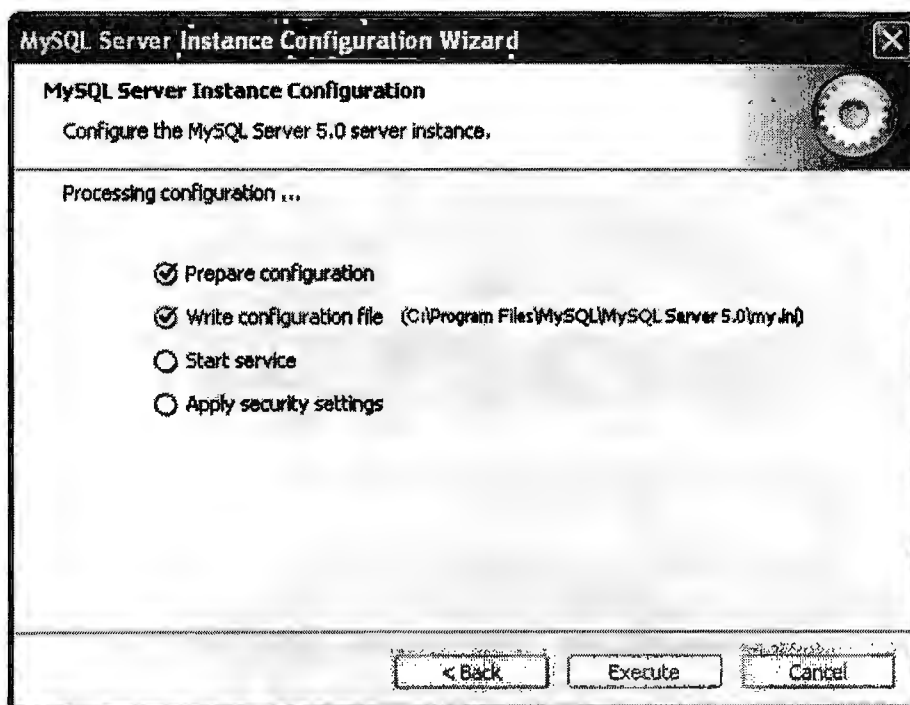 MySQL Server Instance Configuration Wizard
MySQL Server Instance Configuration
Configure the MySQL Server 5.0 server instance.
Processing configuration ...
Prepare configuration
Write configuration file (C:\Program Files\MySQL\MySQL Server 5.0\my.ini)
Start service
Apply security settings
< Back Execute Cancel